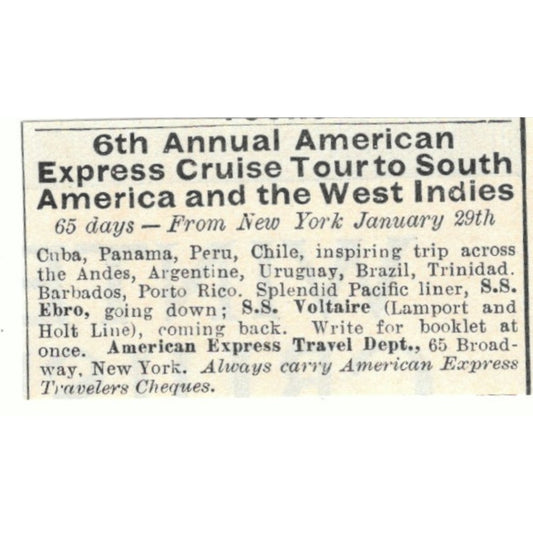 6th Annual American
Express Cruise Tour to South
America and the West Indies
65 days — From New York January 29th
Cuba, Panama, Peru, Chile, inspiring trip across
the Andes, Argentine, Uruguay, Brazil, Trinidad.
Barbados, Porto Rico. Splendid Pacific liner, S.S.
Ebro, going down; S.S. Voltaire (Lamport and
Holt Line), coming back. Write for booklet at
once. American Express Travel Dept., 65 Broad-
way, New York. Always carry American Express
Travelers Cheques.